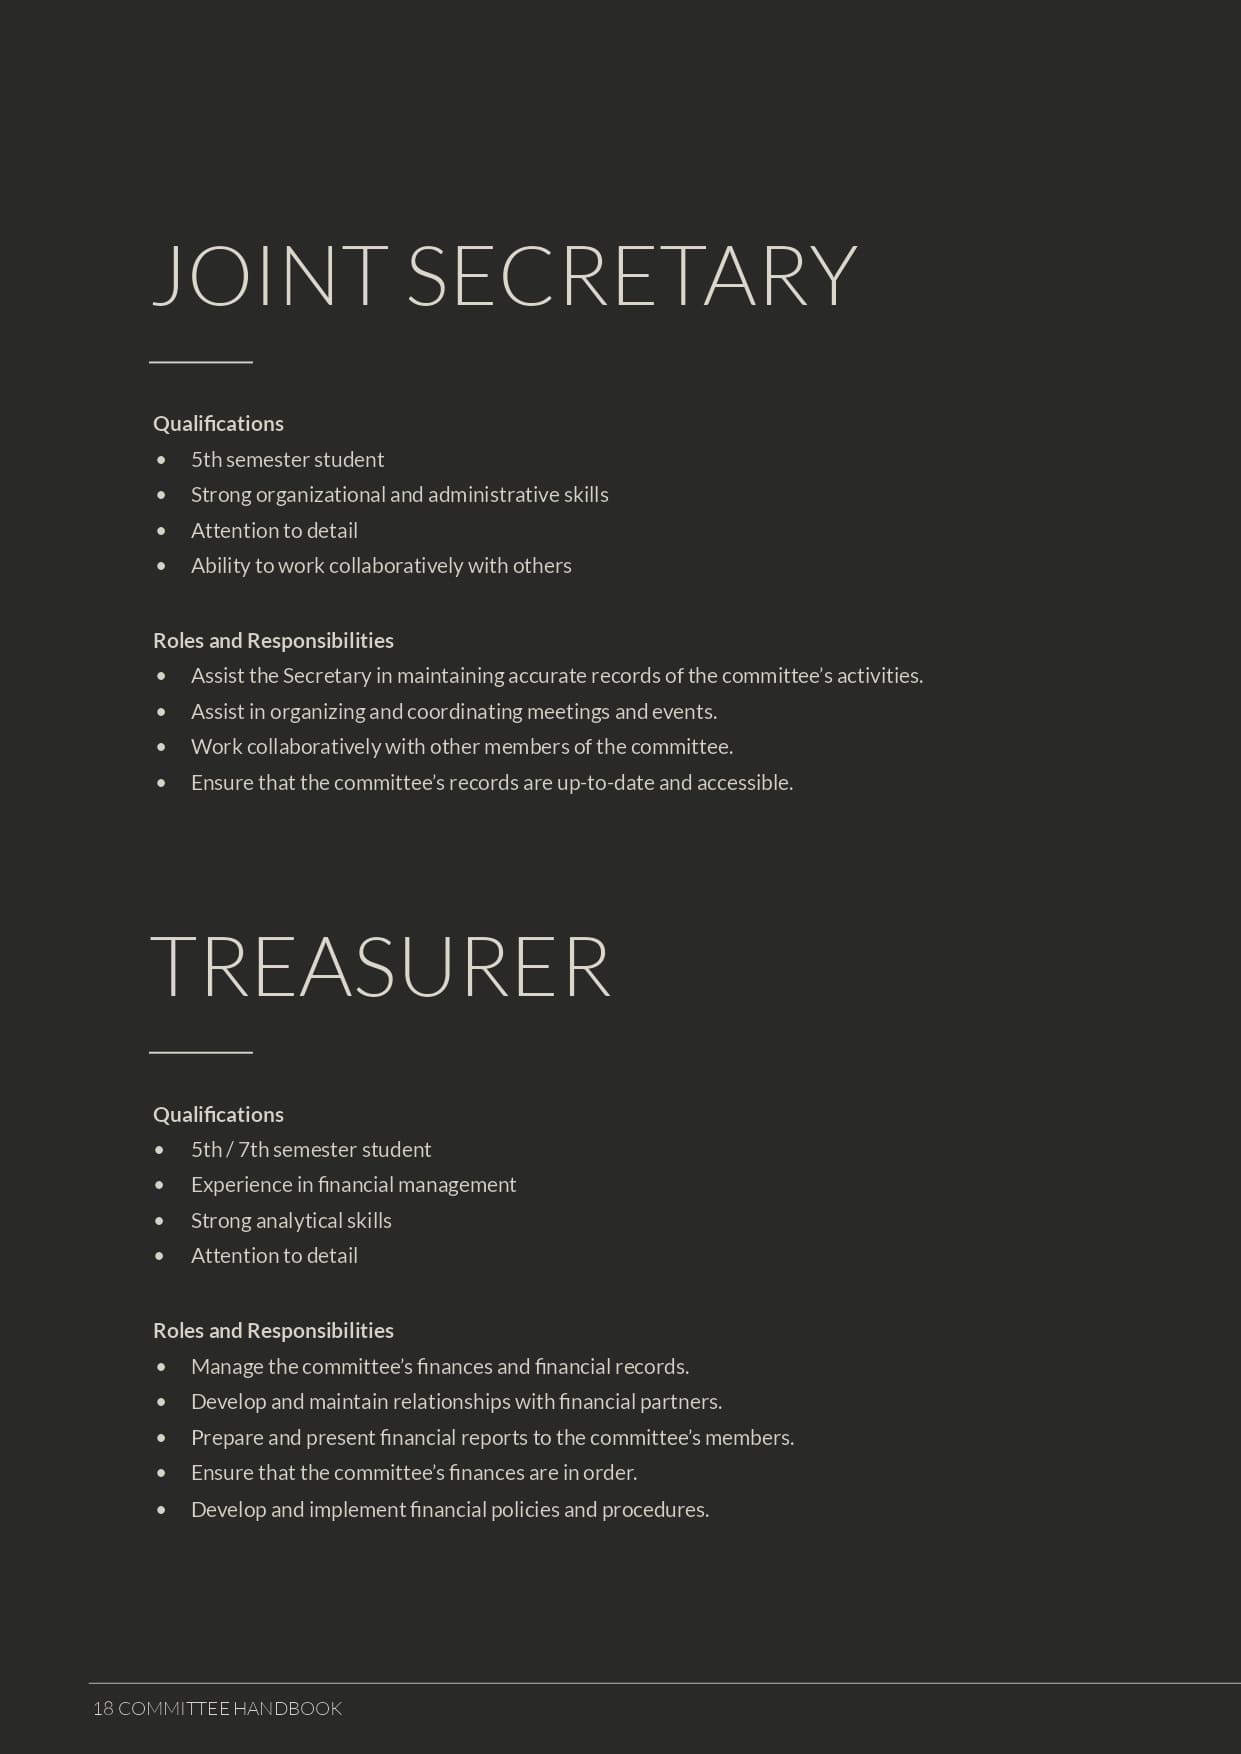 JOINT SECRETARY
Qualifications
• 5th semester student
• Strong organizational and administrative skills
• Attention to detail
• Ability to work collaboratively with others
Roles and Responsibilities
• Assist the Secretary in maintaining accurate records of the committee’s activities.
• Assist in organizing and coordinating meetings and events.
• Work collaboratively with other members of the committee.
• Ensure that the committee’s records are up-to-date and accessible.
TREASURER
Qualifications
• 5th / 7th semester student
• Experience in financial management
• Strong analytical skills
• Attention to detail
Roles and Responsibilities
• Manage the committee’s finances and financial records.
• Develop and maintain relationships with financial partners.
• Prepare and present financial reports to the committee’s members.
• Ensure that the committee’s finances are in order.
• Develop and implement financial policies and procedures.
18 COMMITTEE HANDBOOK